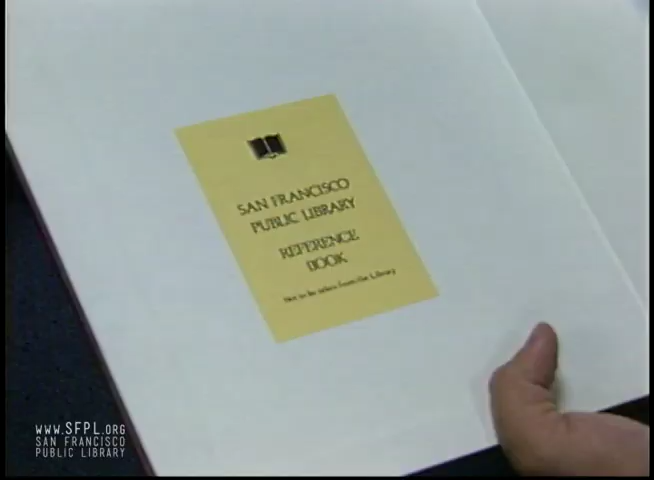 SAN FRANCISCO
PUBLIC LIBRARY
REFERENCE
BOOK
Not to be taken from the Library
www.SFPL.ORG
SAN FRANCISCO
PUBLIC LIBRARY